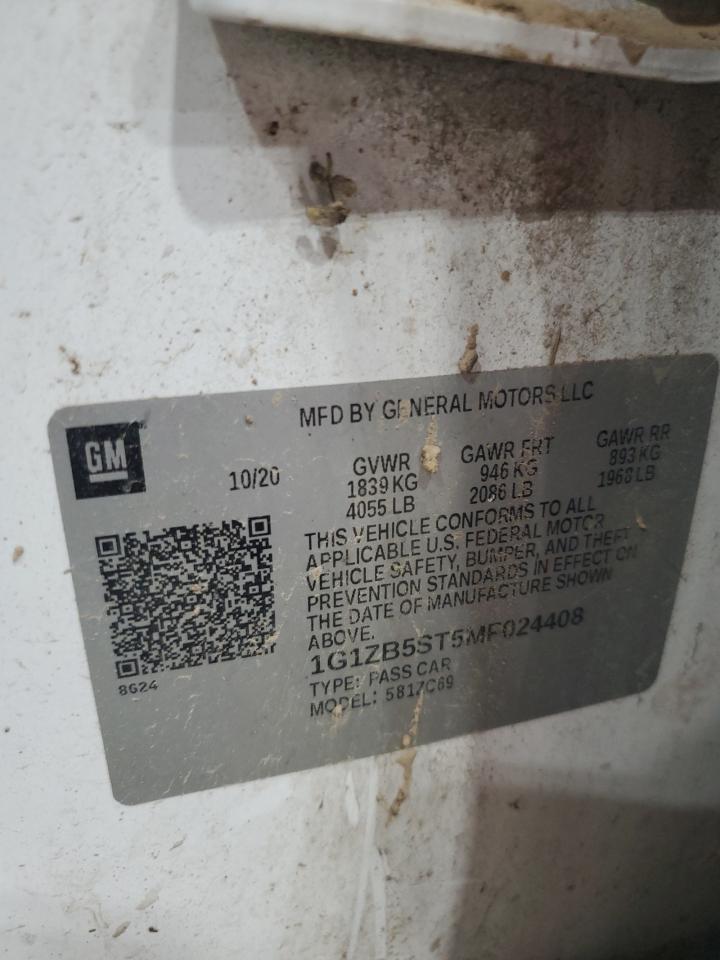 MFD BY GENERAL MOTORS LLC
GM
10/20
GVWR
1839 KG
4055 LB
GAWR FRT
946 KG
2086 LB
GAWR RR
893 KG
1968 LB
THIS VEHICLE CONFORMS TO ALL
APPLICABLE U.S. FEDERAL MOTOR
VEHICLE SAFETY, BUMPER, AND THEFT
PREVENTION STANDARDS IN EFFECT ON
THE DATE OF MANUFACTURE SHOWN
ABOVE.
1G1ZB5ST5MF024408
TYPE: PASS CAR
MODEL: 581ZC69
8G24